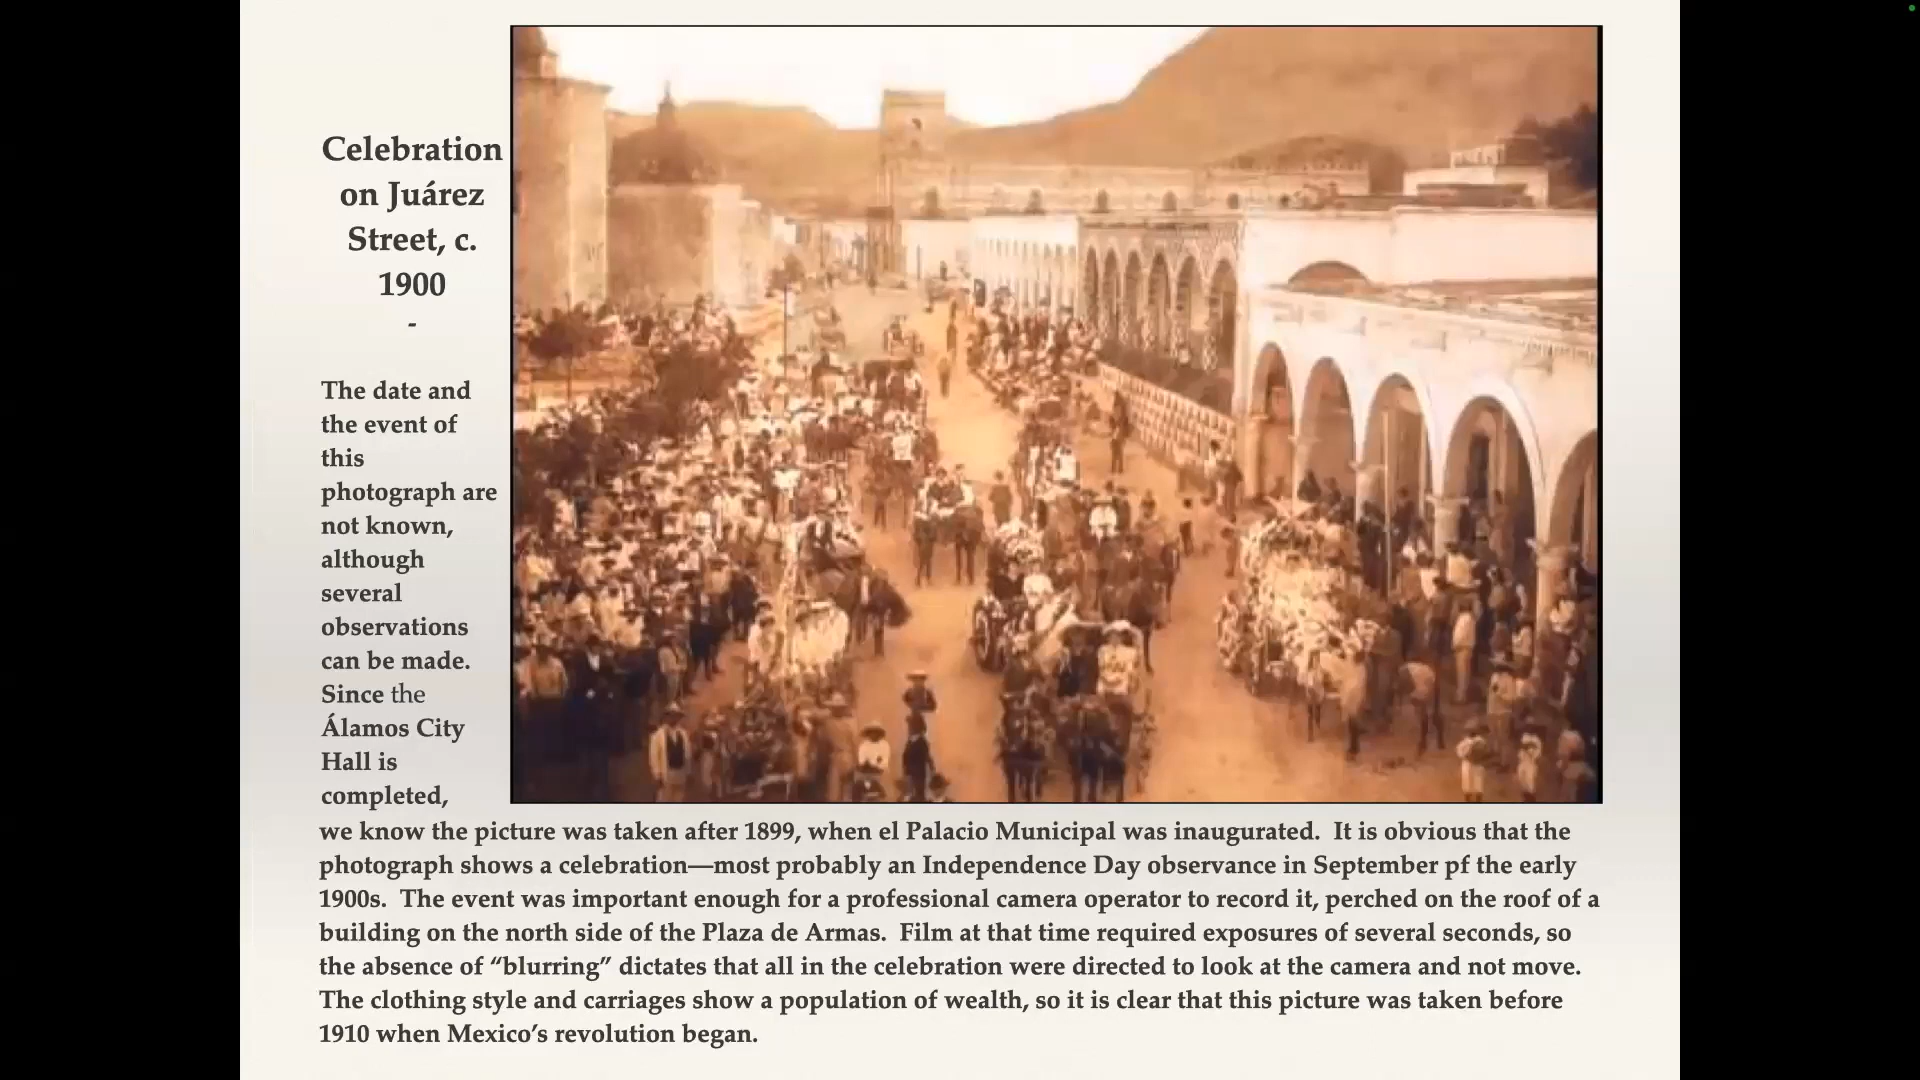 Celebration
on Juárez
Street, c.
1900
-
The date and
the event of
this
photograph are
not known,
although
several
observations
can be made.
Since the
Álamos City
Hall is
completed,
we know the picture was taken after 1899, when el Palacio Municipal was inaugurated.  It is obvious that the
photograph shows a celebration—most probably an Independence Day observance in September pf the early
1900s.  The event was important enough for a professional camera operator to record it, perched on the roof of a
building on the north side of the Plaza de Armas.  Film at that time required exposures of several seconds, so
the absence of “blurring” dictates that all in the celebration were directed to look at the camera and not move.
The clothing style and carriages show a population of wealth, so it is clear that this picture was taken before
1910 when Mexico’s revolution began.